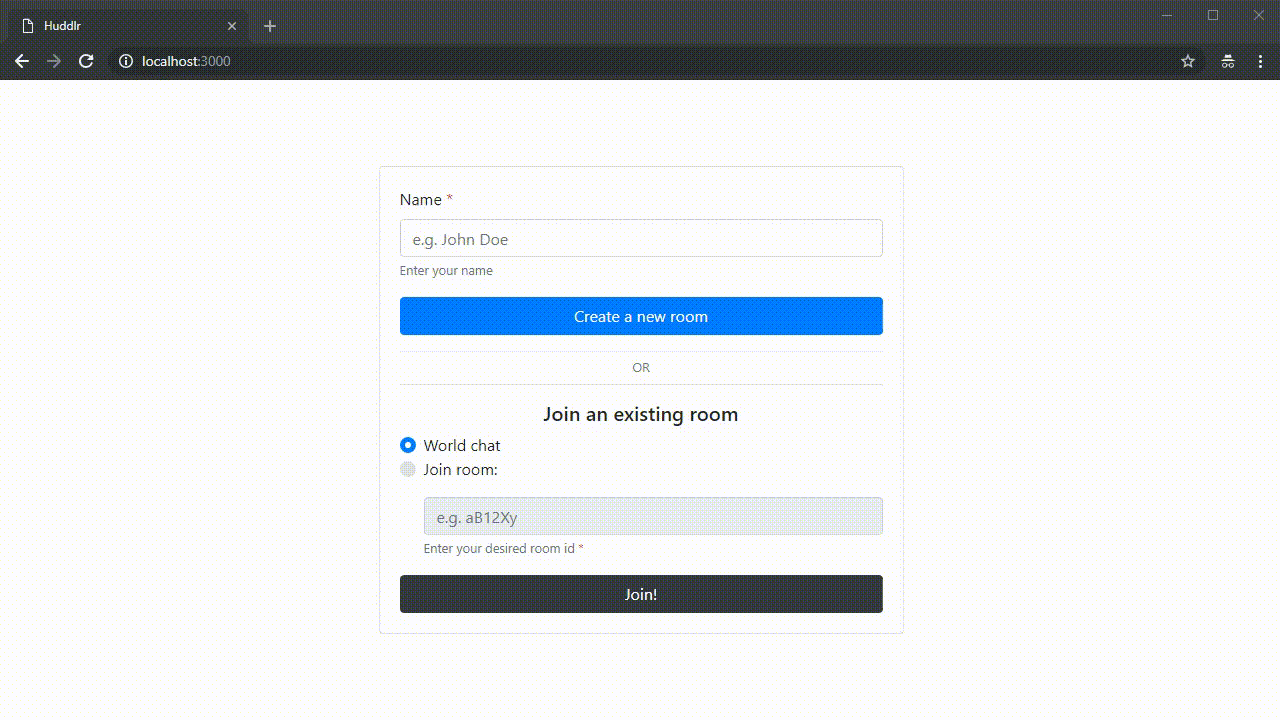 Huddlr
localhost:3000
Name *
e.g. John Doe
Enter your name
Create a new room
OR
Join an existing room
World chat
Join room:
e.g. aB12Xy
Enter your desired room id *
Join!